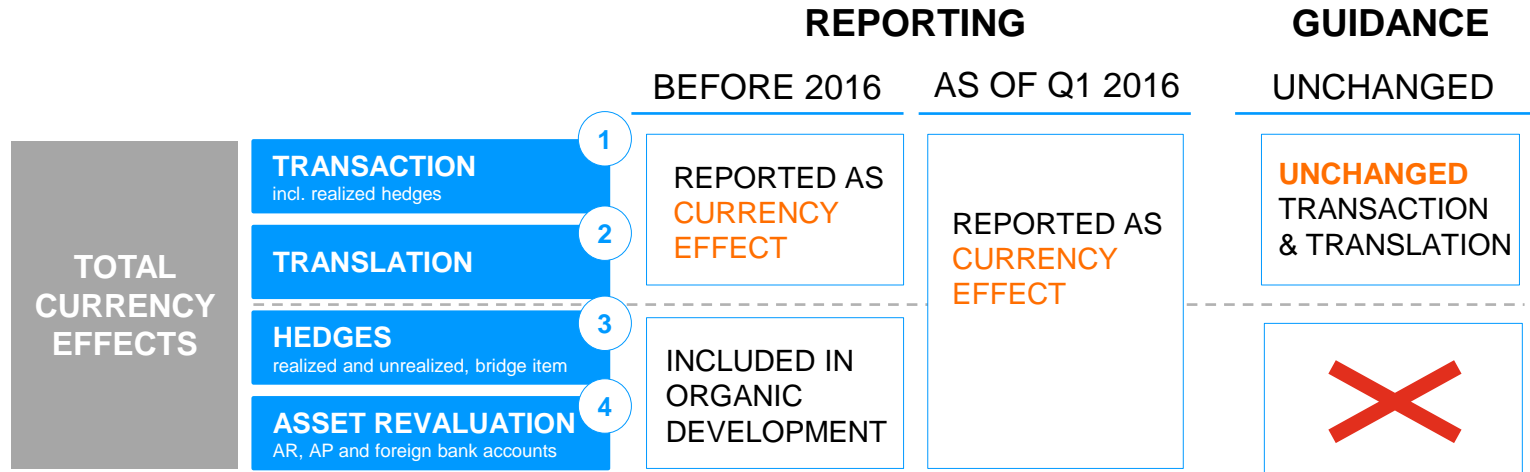 REPORTING
GUIDANCE
BEFORE 2016
AS OF Q1 2016
UNCHANGED
TOTAL
CURRENCY
EFFECTS
1
TRANSACTION
incl. realized hedges
2
TRANSLATION
3
HEDGES
realized and unrealized, bridge item
4
ASSET REVALUATION
AR, AP and foreign bank accounts
REPORTED AS
CURRENCY
EFFECT
INCLUDED IN
ORGANIC
DEVELOPMENT
REPORTED AS
CURRENCY
EFFECT
UNCHANGED
TRANSACTION
& TRANSLATION